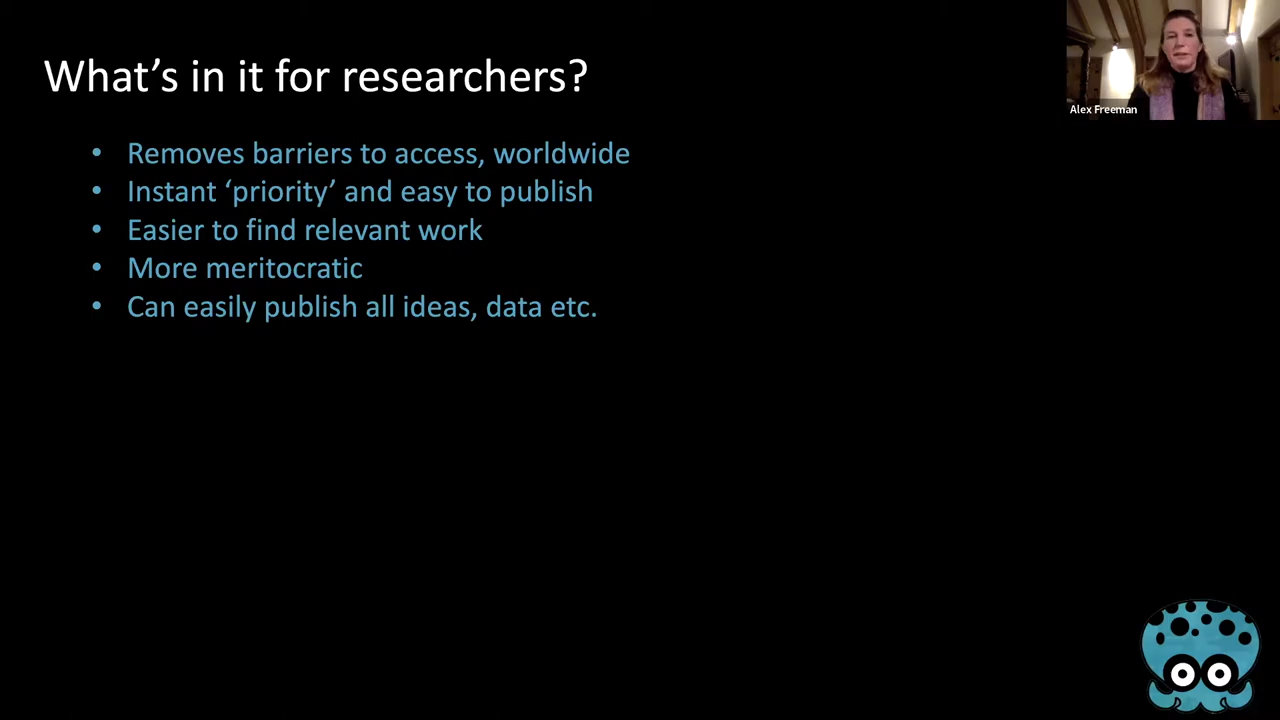 What's in it for researchers?
• Removes barriers to access, worldwide
• Instant ‘priority’ and easy to publish
• Easier to find relevant work
• More meritocratic
• Can easily publish all ideas, data etc.
Alex Freeman